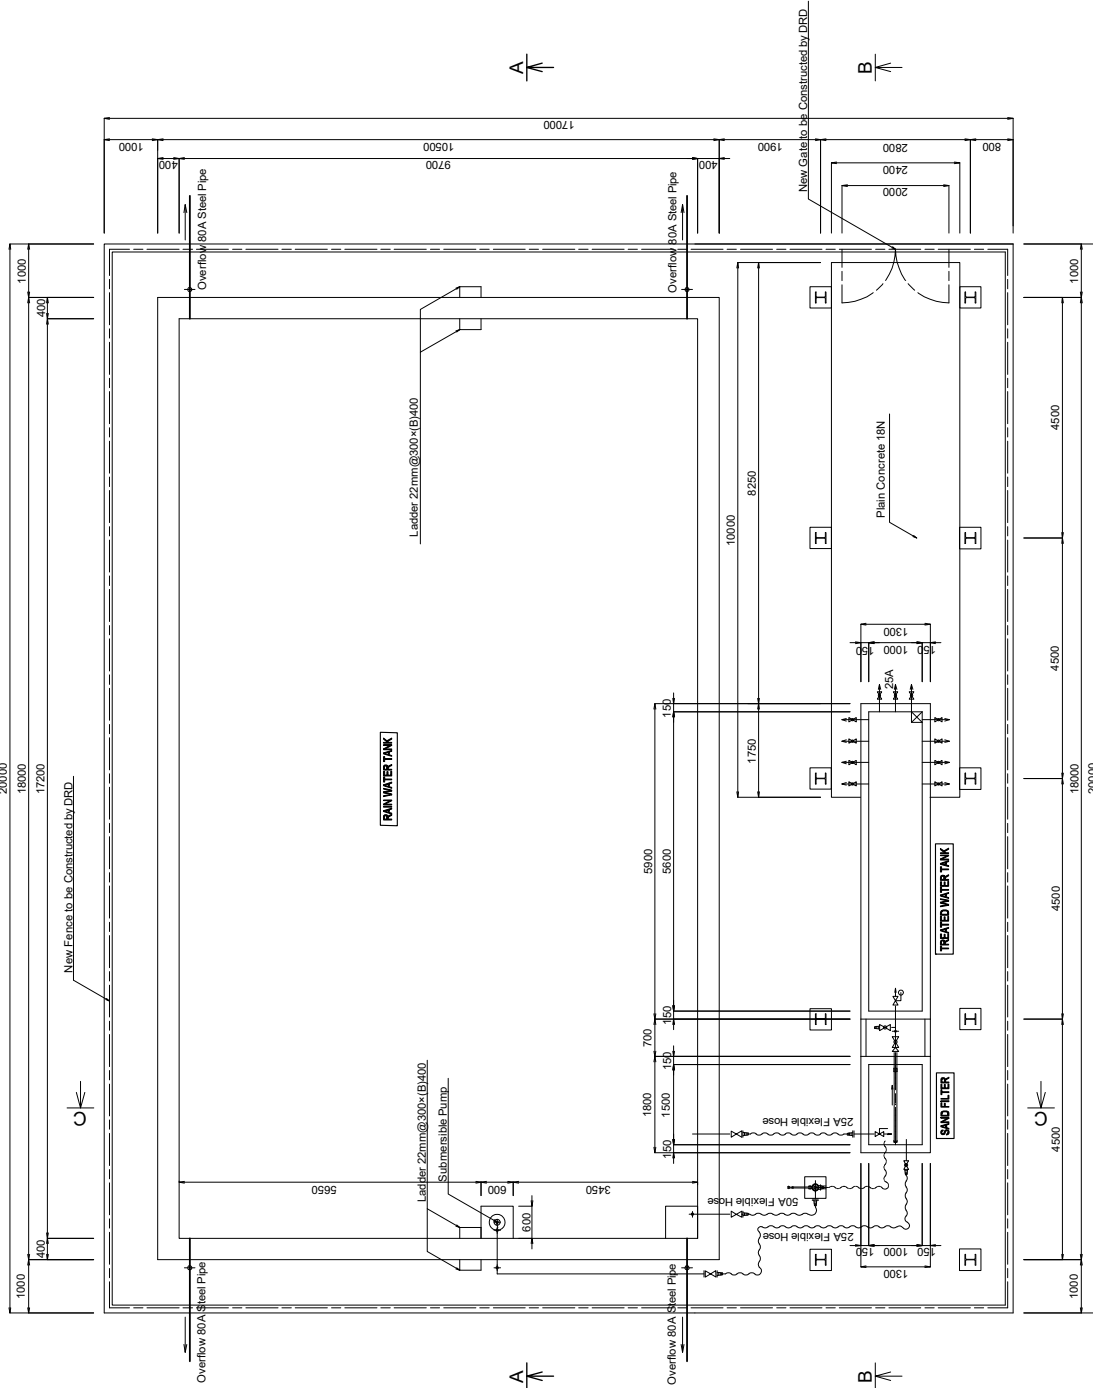 A
B
New Gate to be Constructed by DRD
17000
1000
10500
1900
2800
800
400
9700
400
2400
2000
Overflow 80A Steel Pipe
Overflow 80A Steel Pipe
20000
18000
17200
1000
400
1000
H
H
Ladder 22mm@300×(B)400
10000
8250
1750
Plain Concrete 18N
4500
H
H
4500
1300
150
1000
150
25A
150
RAIN WATER TANK
New Fence to be Constructed by DRD
H
H
18000
20000
5900
5600
TREATED WATER TANK
4500
150
H
H
700
150
1800
1500
150
SAND FILTER
C
C
4500
25A Flexible Hose
Ladder 22mm@300×(B)400
Submersible Pump
5650
600
3450
600
50A Flexible Hose
25A Flexible Hose
150
1000
150
1300
H
H
400
1000
1000
Overflow 80A Steel Pipe
Overflow 80A Steel Pipe
A
B